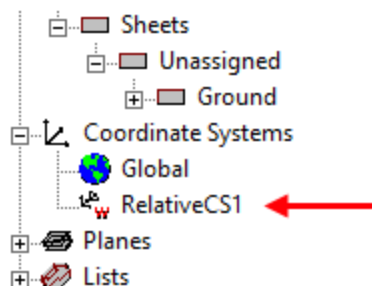 Sheets
Unassigned
Ground
Coordinate Systems
Global
RelativeCS1
Planes
Lists